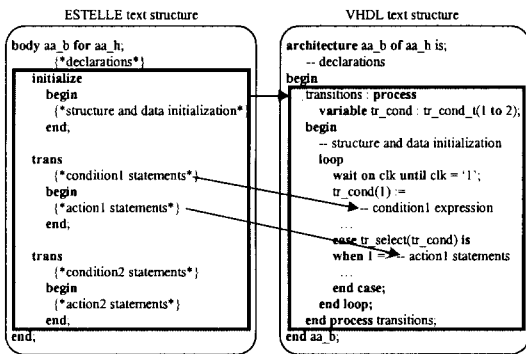 ESTELLE text structure
body aa_b for aa_h;
{*declarations*}
initialize
begin
{*structure and data initialization*}
end;
trans
{*condition1 statements*}
begin
{*action1 statements*}
end;
trans
{*condition2 statements*}
begin
{*action2 statements*}
end;
end;
VHDL text structure
architecture aa_b of aa_h is;
-- declarations
begin
transitions : process
variable tr_cond : tr_cond_t(1 to 2);
begin
-- structure and data initialization
loop
wait on clk until clk = '1';
tr_cond(1) :=
-- condition1 expression
...
case tr_select(tr_cond) is
when 1 => -- action1 statements
...
end case;
end loop;
end process transitions;
end aa_b;